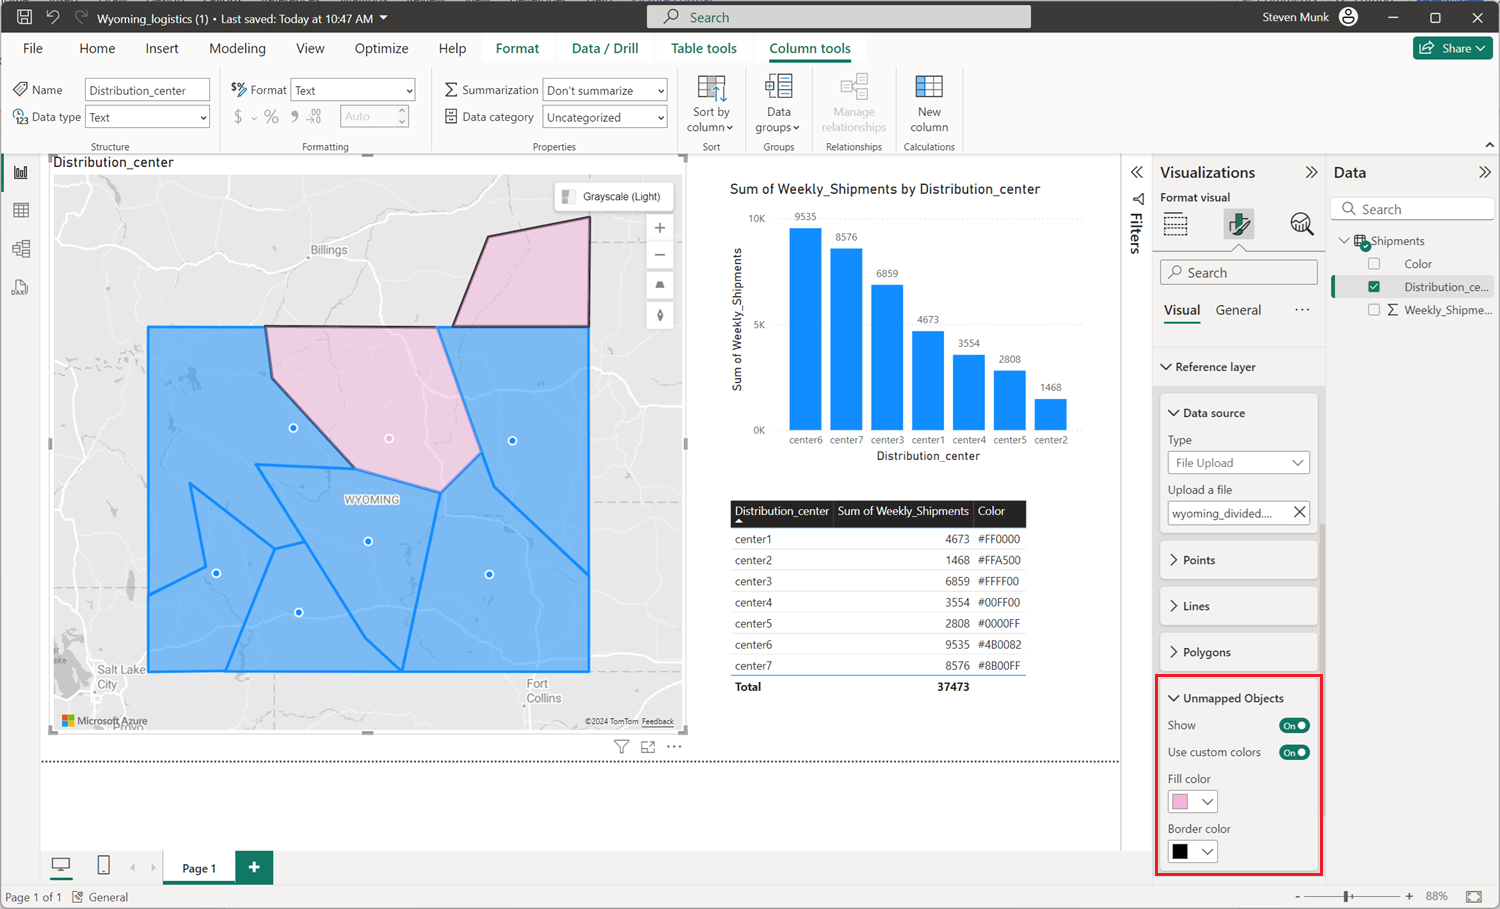 Wyoming_logistics (1) • Last saved: Today at 10:47 AM
Search
Steven Munk
File
Home
Insert
Modeling
View
Optimize
Help
Format
Data / Drill
Table tools
Column tools
Share
Name
Distribution_center
Data type
Text
Structure
Format
Text
$
%
Auto
Formatting
Summarization
Don't summarize
Data category
Uncategorized
Properties
Sort by
column
Sort
Data
groups
Groups
Manage
relationships
Relationships
New
column
Calculations
Distribution_center
Grayscale (Light)
Billings
WYOMING
Salt Lake
City
Provo
Fort
Collins
Microsoft Azure
©2024 TomTom Feedback
Sum of Weekly_Shipments by Distribution_center
Sum of Weekly_Shipments
10K
5K
0K
9535
8576
6859
4673
3554
2808
1468
center6 center7 center3 center1 center4 center5 center2
Distribution_center
Distribution_center Sum of Weekly_Shipments Color
center1 4673 #FF0000
center2 1468 #FFA500
center3 6859 #FFFF00
center4 3554 #00FF00
center5 2808 #0000FF
center6 9535 #4B0082
center7 8576 #8B00FF
Total 37473
Filters
Visualizations
Format visual
Search
Visual
General
Reference layer
Data source
Type
File Upload
Upload a file
wyoming_divided....
Points
Lines
Polygons
Unmapped Objects
Show
On
Use custom colors
On
Fill color
Border color
Data
Search
Shipments
Color
Distribution_ce...
Weekly_Shipme...
Page 1
Page 1 of 1
General
- + 88%